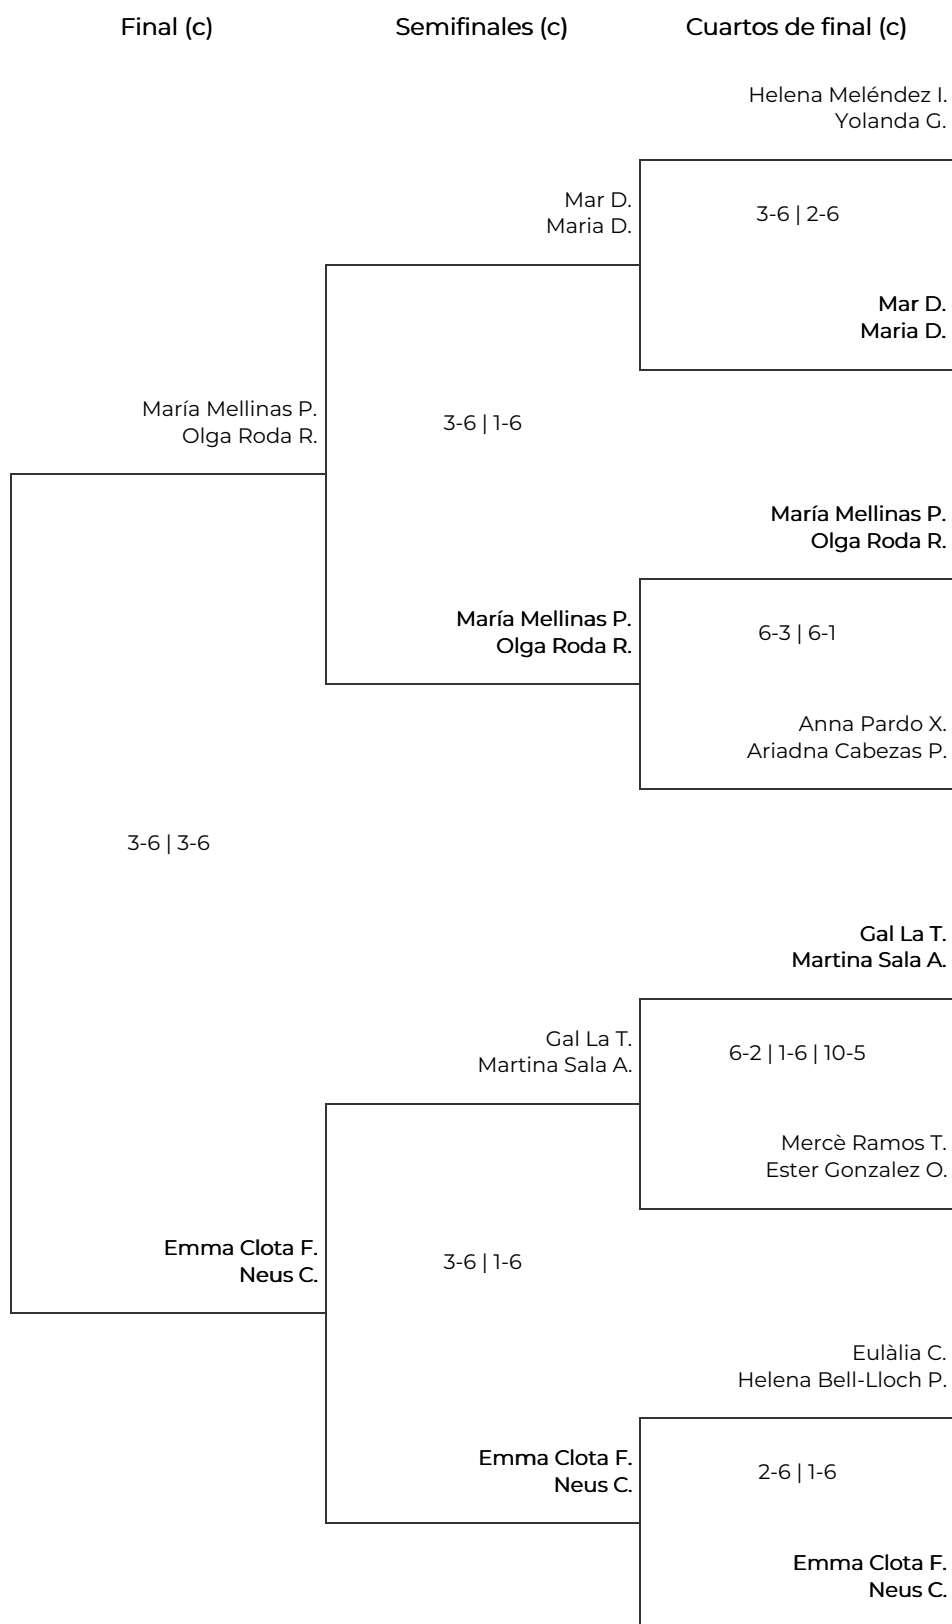 Final (c)
Semifinales (c)
Cuartos de final (c)
Helena Meléndez I.
Yolanda G.
Mar D.
Maria D.
3-6 | 2-6
Mar D.
Maria D.
María Mellinas P.
Olga Roda R.
3-6 | 1-6
María Mellinas P.
Olga Roda R.
María Mellinas P.
Olga Roda R.
6-3 | 6-1
Anna Pardo X.
Ariadna Cabezas P.
3-6 | 3-6
Gal La T.
Martina Sala A.
Gal La T.
Martina Sala A.
6-2 | 1-6 | 10-5
Mercè Ramos T.
Ester Gonzalez O.
Emma Clota F.
Neus C.
3-6 | 1-6
Eulàlia C.
Helena Bell-Lloch P.
Emma Clota F.
Neus C.
2-6 | 1-6
Emma Clota F.
Neus C.